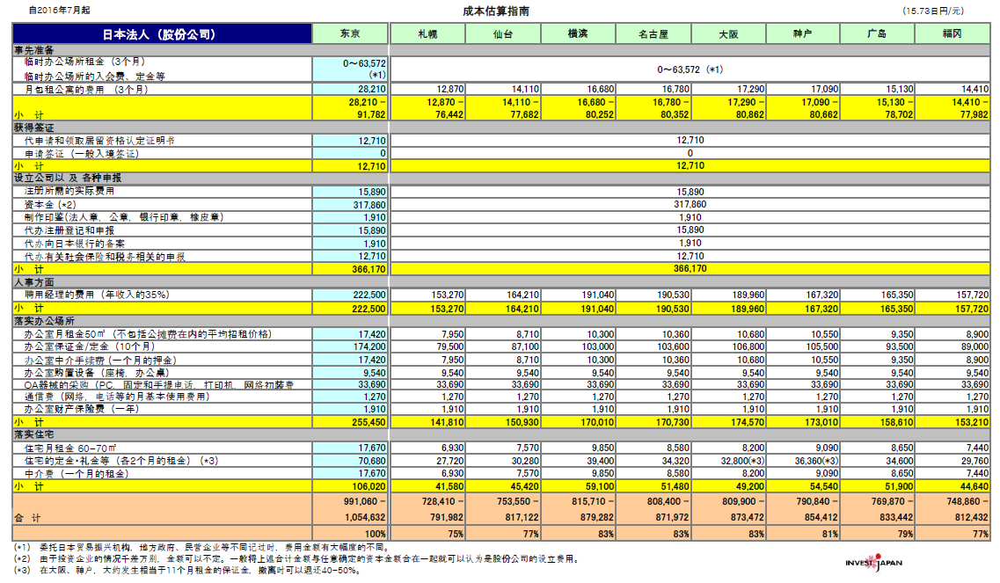 自2016年7月起 成本估算指南 (15.73日円/元)
日本法人（股份公司） 东京 札幌 仙台 横滨 名古屋 大阪 神户 广岛 福冈
事先准备
临时办公场所租金（3个月） 0～63,572
临时办公场所的入会费、定金等 (*1) 0～63,572 (*1)
月包租公寓的费用 （3个月） 28,210 12,870 14,110 16,680 16,780 17,290 17,090 15,130 14,410
28,210 – 12,870 – 14,110 – 16,680 – 16,780 – 17,290 – 17,090 – 15,130 – 14,410 –
小 计 91,782 76,442 77,682 80,252 80,352 80,862 80,662 78,702 77,982
获得签证
代申请和领取居留资格认定证明书 12,710 12,710
申请签证（一般入境签证） 0 0
小 计 12,710 12,710
设立公司以 及 各种申报
注册所需的实际费用 15,890 15,890
资本金 (*2) 317,860 317,860
制作印鉴(法人章，公章，银行印章，橡皮章） 1,910 1,910
代办注册登记和申报 15,890 15,890
代办向日本银行的备案 1,910 1,910
代办有关社会保险和税务相关的申报 12,710 12,710
小 计 366,170 366,170
人事方面
聘用经理的费用（年收入的35%） 222,500 153,270 164,210 191,040 190,530 189,960 167,320 165,350 157,720
小 计 222,500 153,270 164,210 191,040 190,530 189,960 167,320 165,350 157,720
落实办公场所
办公室月租金50㎡（不包括公摊费在内的平均招租价格） 17,420 7,950 8,710 10,300 10,360 10,680 10,550 9,350 8,900
办公室保证金/定金（10个月） 174,200 79,500 87,100 103,000 103,600 106,800 105,500 93,500 89,000
办公室中介手续费（一个月的押金） 17,420 7,950 8,710 10,300 10,360 10,680 10,550 9,350 8,900
办公室购置设备（座椅，办公桌） 9,540 9,540 9,540 9,540 9,540 9,540 9,540 9,540 9,540
OA器械的采购（PC，固定和手提电话，打印机，网络初装费 33,690 33,690 33,690 33,690 33,690 33,690 33,690 33,690 33,690
通信费（网络，电话等的月基本使用费用） 1,270 1,270 1,270 1,270 1,270 1,270 1,270 1,270 1,270
办公室财产保险费（一年） 1,910 1,910 1,910 1,910 1,910 1,910 1,910 1,910 1,910
小 计 255,450 141,810 150,930 170,010 170,730 174,570 173,010 158,610 153,210
落实住宅
住宅月租金 60-70㎡ 17,670 6,930 7,570 9,850 8,580 8,200 9,090 8,650 7,440
住宅的定金･礼金等（各2个月的租金） (*3) 70,680 27,720 30,280 39,400 34,320 32,800(*3) 36,360(*3) 34,600 29,760
中介费（一个月的租金） 17,670 6,930 7,570 9,850 8,580 8,200 9,090 8,650 7,440
小 计 106,020 41,580 45,420 59,100 51,480 49,200 54,540 51,900 44,640
991,060 – 728,410 – 753,550 – 815,710 – 808,400 – 809,900 – 790,840 – 769,870 – 748,860 –
合 计 1,054,632 791,982 817,122 879,282 871,972 873,472 854,412 833,442 812,432
100% 75% 77% 83% 83% 83% 81% 79% 77%
(*1) 委托日本贸易振兴机构，地方政府、民营企业等不同记过时，费用金额有大幅度的不同。
(*2) 由于投资企业的情况千差万别，金额可以不定。一般将上述合计金额与任意确定的资本金额合在一起就可以认为是股份公司的设立费用。
(*3) 在大阪、神户，大约发生相当于11个月租金的保证金，撤离时可以退还40-50%。
INVEST JAPAN